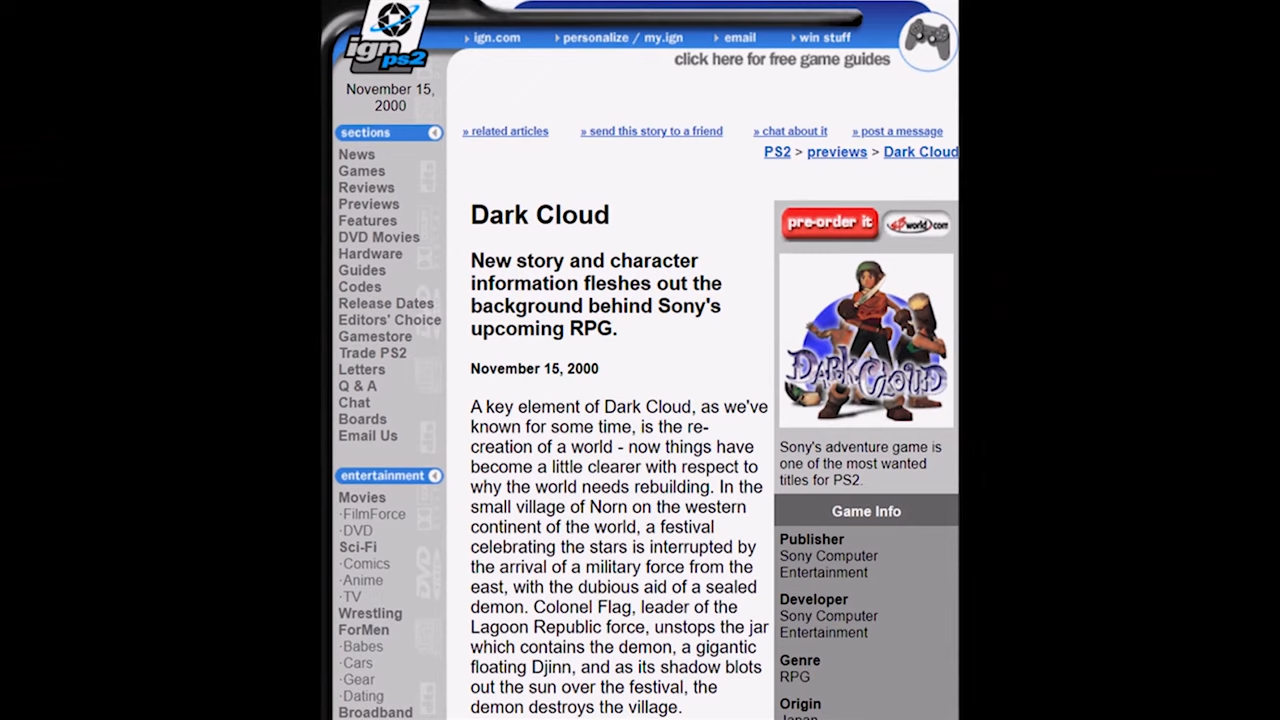 ign ps2
ign.com
personalize / my.ign
email
win stuff
click here for free game guides
November 15,
2000
» related articles
» send this story to a friend
» chat about it
» post a message
PS2 > previews > Dark Cloud
sections
News
Games
Reviews
Previews
Features
DVD Movies
Hardware
Guides
Codes
Release Dates
Editors' Choice
Gamestore
Trade PS2
Letters
Q & A
Chat
Boards
Email Us
entertainment
Movies
·FilmForce
·DVD
Sci-Fi
·Comics
·Anime
·TV
Wrestling
ForMen
·Babes
·Cars
·Gear
·Dating
Broadband
Dark Cloud
New story and character
information fleshes out the
background behind Sony's
upcoming RPG.
November 15, 2000
A key element of Dark Cloud, as we've
known for some time, is the re-
creation of a world - now things have
become a little clearer with respect to
why the world needs rebuilding. In the
small village of Norn on the western
continent of the world, a festival
celebrating the stars is interrupted by
the arrival of a military force from the
east, with the dubious aid of a sealed
demon. Colonel Flag, leader of the
Lagoon Republic force, unstops the jar
which contains the demon, a gigantic
floating Djinn, and as its shadow blots
out the sun over the festival, the
demon destroys the village.
pre-order it
world.com
DARK CLOUD
Sony's adventure game is
one of the most wanted
titles for PS2.
Game Info
Publisher
Sony Computer
Entertainment
Developer
Sony Computer
Entertainment
Genre
RPG
Origin
Japan